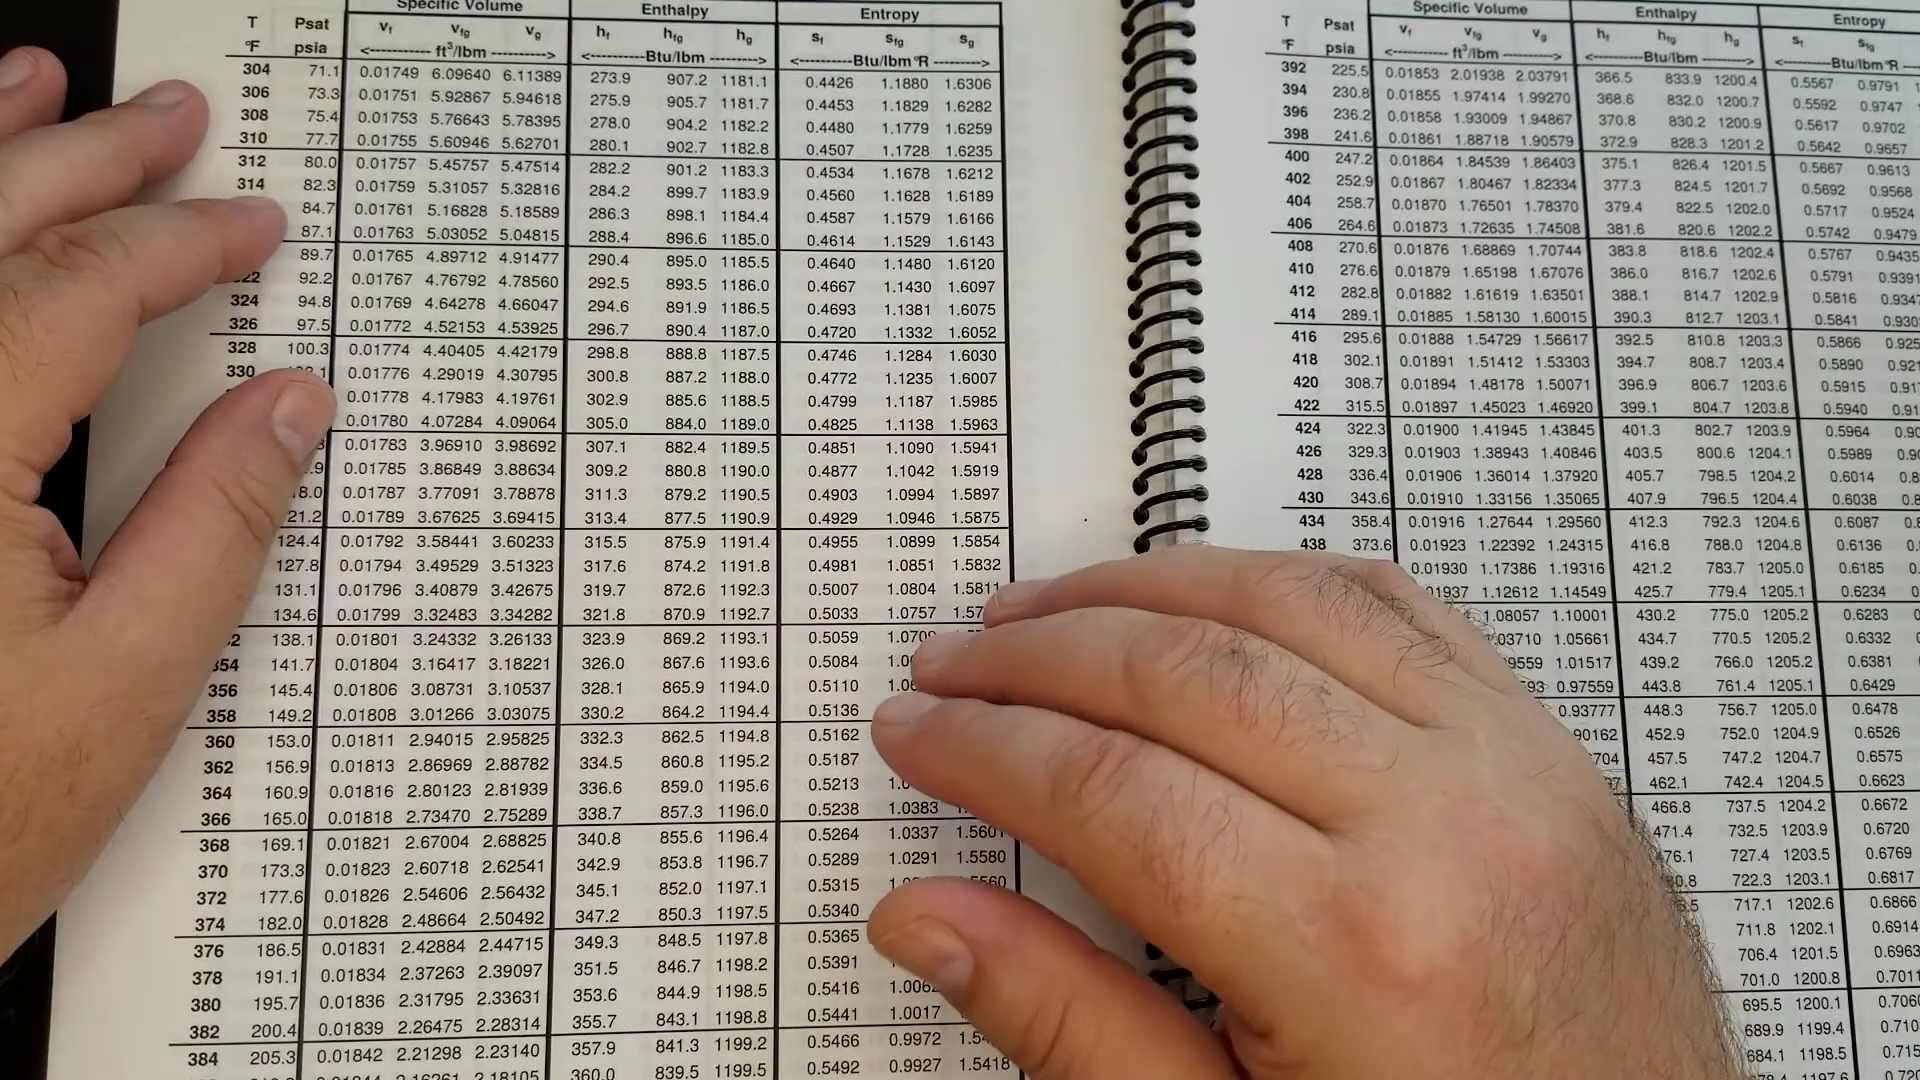 Specific Volume Enthalpy Entropy
T Psat vf vfg vg hf hfg hg sf sfg sg
°F psia <----------- ft³/lbm ----------> <-----------Btu/lbm -----------> <-----------Btu/lbm°R ----------->
304 71.1 0.01749 6.09640 6.11389 273.9 907.2 1181.1 0.4426 1.1880 1.6306
306 73.3 0.01751 5.92867 5.94618 275.9 905.7 1181.7 0.4453 1.1829 1.6282
308 75.4 0.01753 5.76643 5.78395 278.0 904.2 1182.2 0.4480 1.1779 1.6259
310 77.7 0.01755 5.60946 5.62701 280.1 902.7 1182.8 0.4507 1.1728 1.6235
312 80.0 0.01757 5.45757 5.47514 282.2 901.2 1183.3 0.4534 1.1678 1.6212
314 82.3 0.01759 5.31057 5.32816 284.2 899.7 1183.9 0.4560 1.1628 1.6189
84.7 0.01761 5.16828 5.18589 286.3 898.1 1184.4 0.4587 1.1579 1.6166
87.1 0.01763 5.03052 5.04815 288.4 896.6 1185.0 0.4614 1.1529 1.6143
89.7 0.01765 4.89712 4.91477 290.4 895.0 1185.5 0.4640 1.1480 1.6120
92.2 0.01767 4.76792 4.78560 292.5 893.5 1186.0 0.4667 1.1430 1.6097
324 94.8 0.01769 4.64278 4.66047 294.6 891.9 1186.5 0.4693 1.1381 1.6075
326 97.5 0.01772 4.52153 4.53925 296.7 890.4 1187.0 0.4720 1.1332 1.6052
328 100.3 0.01774 4.40405 4.42179 298.8 888.8 1187.5 0.4746 1.1284 1.6030
330 0.01776 4.29019 4.30795 300.8 887.2 1188.0 0.4772 1.1235 1.6007
0.01778 4.17983 4.19761 302.9 885.6 1188.5 0.4799 1.1187 1.5985
0.01780 4.07284 4.09064 305.0 884.0 1189.0 0.4825 1.1138 1.5963
0.01783 3.96910 3.98692 307.1 882.4 1189.5 0.4851 1.1090 1.5941
0.01785 3.86849 3.88634 309.2 880.8 1190.0 0.4877 1.1042 1.5919
0.01787 3.77091 3.78878 311.3 879.2 1190.5 0.4903 1.0994 1.5897
0.01789 3.67625 3.69415 313.4 877.5 1190.9 0.4929 1.0946 1.5875
124.4 0.01792 3.58441 3.60233 315.5 875.9 1191.4 0.4955 1.0899 1.5854
127.8 0.01794 3.49529 3.51323 317.6 874.2 1191.8 0.4981 1.0851 1.5832
131.1 0.01796 3.40879 3.42675 319.7 872.6 1192.3 0.5007 1.0804 1.5811
134.6 0.01799 3.32483 3.34282 321.8 870.9 1192.7 0.5033 1.0757
138.1 0.01801 3.24332 3.26133 323.9 869.2 1193.1 0.5059 1.0709
354 141.7 0.01804 3.16417 3.18221 326.0 867.6 1193.6 0.5084
356 145.4 0.01806 3.08731 3.10537 328.1 865.9 1194.0 0.5110
358 149.2 0.01808 3.01266 3.03075 330.2 864.2 1194.4 0.5136
360 153.0 0.01811 2.94015 2.95825 332.3 862.5 1194.8 0.5162
362 156.9 0.01813 2.86969 2.88782 334.5 860.8 1195.2 0.5187
364 160.9 0.01816 2.80123 2.81939 336.6 859.0 1195.6 0.5213
366 165.0 0.01818 2.73470 2.75289 338.7 857.3 1196.0 0.5238 1.0383
368 169.1 0.01821 2.67004 2.68825 340.8 855.6 1196.4 0.5264 1.0337 1.5601
370 173.3 0.01823 2.60718 2.62541 342.9 853.8 1196.7 0.5289 1.0291 1.5580
372 177.6 0.01826 2.54606 2.56432 345.1 852.0 1197.1 0.5315
374 182.0 0.01828 2.48664 2.50492 347.2 850.3 1197.5 0.5340
376 186.5 0.01831 2.42884 2.44715 349.3 848.5 1197.8 0.5365
378 191.1 0.01834 2.37263 2.39097 351.5 846.7 1198.2 0.5391
380 195.7 0.01836 2.31795 2.33631 353.6 844.9 1198.5 0.5416 1.0062
382 200.4 0.01839 2.26475 2.28314 355.7 843.1 1198.8 0.5441 1.0017
384 205.3 0.01842 2.21298 2.23140 357.9 841.3 1199.2 0.5466 0.9972
360.0 839.5 1199.5 0.5492 0.9927 1.5418
Specific Volume Enthalpy Entropy
T Psat vf vfg vg hf hfg hg sf sfg
°F psia <----------- ft³/lbm ----------> <-----------Btu/lbm -----------> <-----------Btu/lbm°R
392 225.5 0.01853 2.01938 2.03791 366.5 833.9 1200.4 0.5567 0.9791
394 230.8 0.01855 1.97414 1.99270 368.6 832.0 1200.7 0.5592 0.9747
396 236.2 0.01858 1.93009 1.94867 370.8 830.2 1200.9 0.5617 0.9702
398 241.6 0.01861 1.88718 1.90579 372.9 828.3 1201.2 0.5642 0.9657
400 247.2 0.01864 1.84539 1.86403 375.1 826.4 1201.5 0.5667 0.9613
402 252.9 0.01867 1.80467 1.82334 377.3 824.5 1201.7 0.5692 0.9568
404 258.7 0.01870 1.76501 1.78370 379.4 822.5 1202.0 0.5717 0.9524
406 264.6 0.01873 1.72635 1.74508 381.6 820.6 1202.2 0.5742 0.9479
408 270.6 0.01876 1.68869 1.70744 383.8 818.6 1202.4 0.5767 0.9435
410 276.6 0.01879 1.65198 1.67076 386.0 816.7 1202.6 0.5791 0.9391
412 282.8 0.01882 1.61619 1.63501 388.1 814.7 1202.9 0.5816 0.9347
414 289.1 0.01885 1.58130 1.60015 390.3 812.7 1203.1 0.5841 0.930
416 295.6 0.01888 1.54729 1.56617 392.5 810.8 1203.3 0.5866 0.925
418 302.1 0.01891 1.51412 1.53303 394.7 808.7 1203.4 0.5890 0.921
420 308.7 0.01894 1.48178 1.50071 396.9 806.7 1203.6 0.5915 0.91
422 315.5 0.01897 1.45023 1.46920 399.1 804.7 1203.8 0.5940 0.91
424 322.3 0.01900 1.41945 1.43845 401.3 802.7 1203.9 0.5964 0.90
426 329.3 0.01903 1.38943 1.40846 403.5 800.6 1204.1 0.5989 0.90
428 336.4 0.01906 1.36014 1.37920 405.7 798.5 1204.2 0.6014 0.8
430 343.6 0.01910 1.33156 1.35065 407.9 796.5 1204.4 0.6038 0.8
434 358.4 0.01916 1.27644 1.29560 412.3 792.3 1204.6 0.6087 0.
438 373.6 0.01923 1.22392 1.24315 416.8 788.0 1204.8 0.6136 0.
0.01930 1.17386 1.19316 421.2 783.7 1205.0 0.6185 0.
1.12612 1.14549 425.7 779.4 1205.1 0.6234 0.
1.08057 1.10001 430.2 775.0 1205.2 0.6283 0.
1.05661 434.7 770.5 1205.2 0.6332 0.
1.01517 439.2 766.0 1205.2 0.6381
0.97559 443.8 761.4 1205.1 0.6429
0.93777 448.3 756.7 1205.0 0.6478
452.9 752.0 1204.9 0.6526
457.5 747.2 1204.7 0.6575
462.1 742.4 1204.5 0.6623
466.8 737.5 1204.2 0.6672
471.4 732.5 1203.9 0.6720
727.4 1203.5 0.6769
722.3 1203.1 0.6817
717.1 1202.6 0.6866
711.8 1202.1 0.6914
706.4 1201.5 0.6963
701.0 1200.8 0.7011
695.5 1200.1 0.7060
689.9 1199.4 0.710
684.1 1198.5 0.715
1197.6 0.720